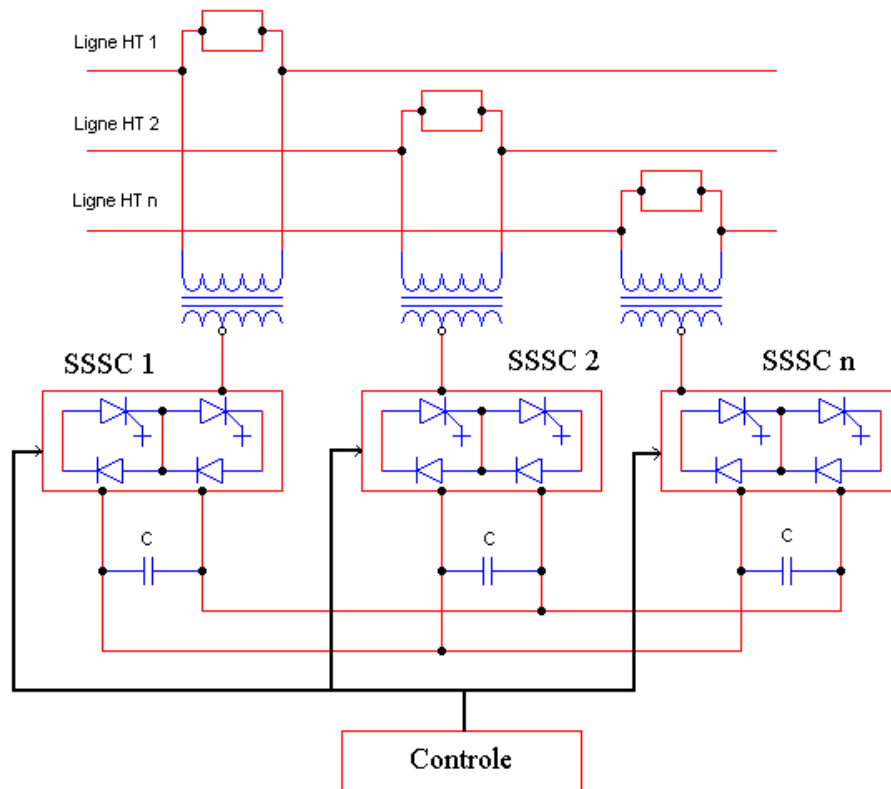 Ligne HT 1
Ligne HT 2
Ligne HT n
SSSC 1
SSSC 2
SSSC n
C
C
C
Controle